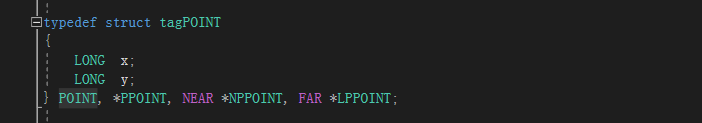 typedef struct tagPOINT
{
LONG x;
LONG y;
} POINT, *PPOINT, NEAR *NPPOINT, FAR *LPPOINT;